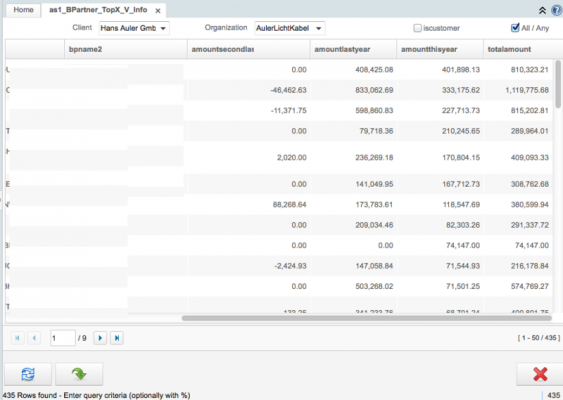 Home as1_BPartner_TopX_V_Info x
Client Hans Auler Gmb Organization AulerLichtKabel iscustomer All / Any
bpname2 amountsecondlas amountlastyear amountthisyear totalamount
0.00 408,425.08 401,898.13 810,323.21
-46,462.63 833,062.69 333,175.62 1,119,775.68
-11,371.75 598,860.83 227,713.73 815,202.81
0.00 79,718.36 210,245.65 289,964.01
2,020.00 236,269.18 170,804.15 409,093.33
0.00 141,049.95 167,712.73 308,762.68
88,268.64 173,783.61 118,547.69 380,599.94
0.00 209,034.46 82,303.26 291,337.72
0.00 0.00 74,147.00 74,147.00
-2,424.93 147,058.84 71,544.93 216,178.84
0.00 503,268.02 71,501.25 574,769.27
1 / 9 [ 1 - 50 / 435 ]
435 Rows found - Enter query criteria (optionally with %) 435